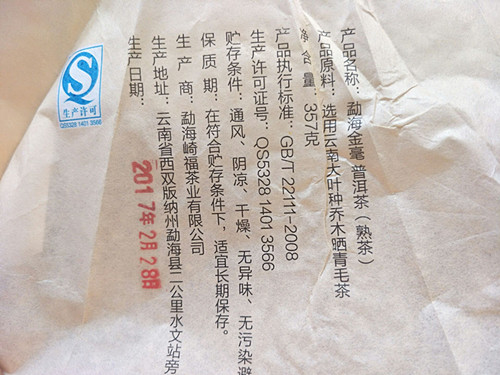 产品名称：勐海金毫 普洱茶（熟茶）
产品原料：选用云南大叶种乔木晒青毛茶
净 含 量：357克
产品执行标准：GB/T 22111-2008
生产许可证号：QS5328 1401 3566
贮存条件：通风、阴凉、干燥、无异味、无污染避
保 质 期：在符合贮存条件下，适宜长期保存。
生 产 商：勐海崎福茶业有限公司
生产地址：云南省西双版纳州勐海县二公里水文站旁
生产日期：
2017年2月28日
生产许可
QS5328 1401 3566